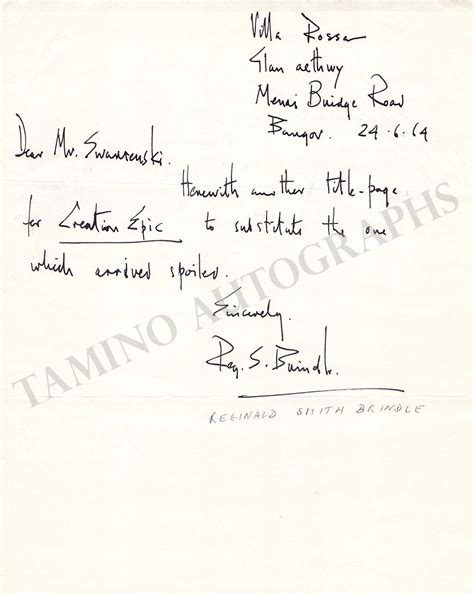 Villa Rossa
Glan aethwy
Menai Bridge Road
Bangor. 24.6.64
Dear Mr. Swarsenski.
Herewith another title-page
for Creation Epic to substitute the one
which arrived spoiled.
Sincerely,
Reg. S. Brindle.
REGINALD SMITH BRINDLE
TAMINO AUTOGRAPHS